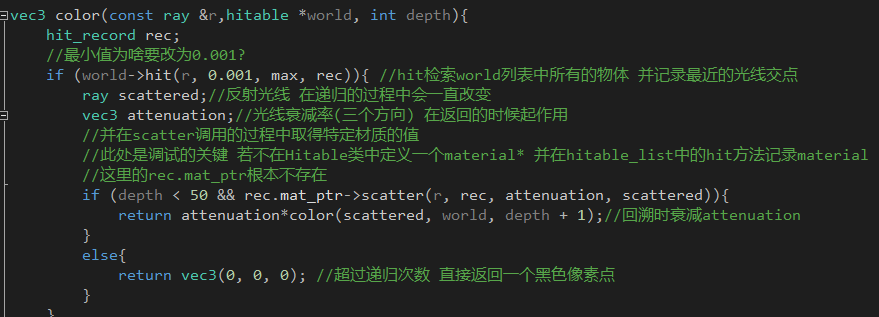 vec3 color(const ray &r,hitable *world, int depth){
hit_record rec;
//最小值为啥要改为0.001?
if (world->hit(r, 0.001, max, rec)){ //hit检索world列表中所有的物体 并记录最近的光线交点
ray scattered;//反射光线 在递归的过程中会一直改变
vec3 attenuation;//光线衰减率(三个方向) 在返回的时候起作用
//并在scatter调用的过程中取得特定材质的值
//此处是调试的关键 若不在Hitable类中定义一个material* 并在hitable_list中的hit方法记录material
//这里的rec.mat_ptr根本不存在
if (depth < 50 && rec.mat_ptr->scatter(r, rec, attenuation, scattered)){
return attenuation*color(scattered, world, depth + 1);//回溯时衰减attenuation
}
else{
return vec3(0, 0, 0); //超过递归次数 直接返回一个黑色像素点
}
}